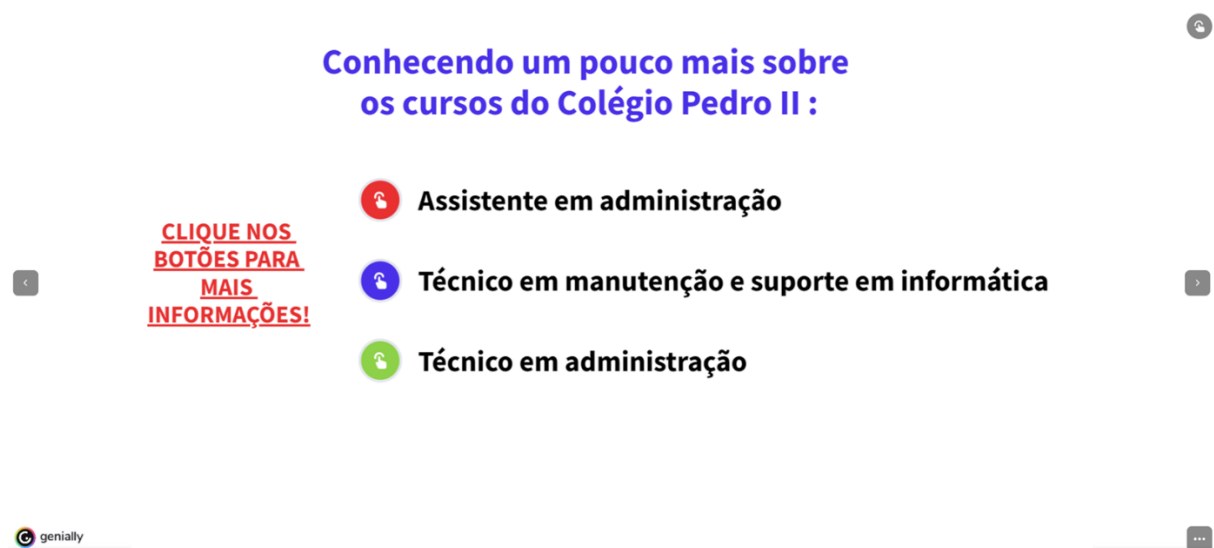 Conhecendo um pouco mais sobre
os cursos do Colégio Pedro II :
Assistente em administração
CLIQUE NOS
BOTÕES PARA
MAIS
INFORMAÇÕES!
Técnico em manutenção e suporte em informática
Técnico em administração
genially